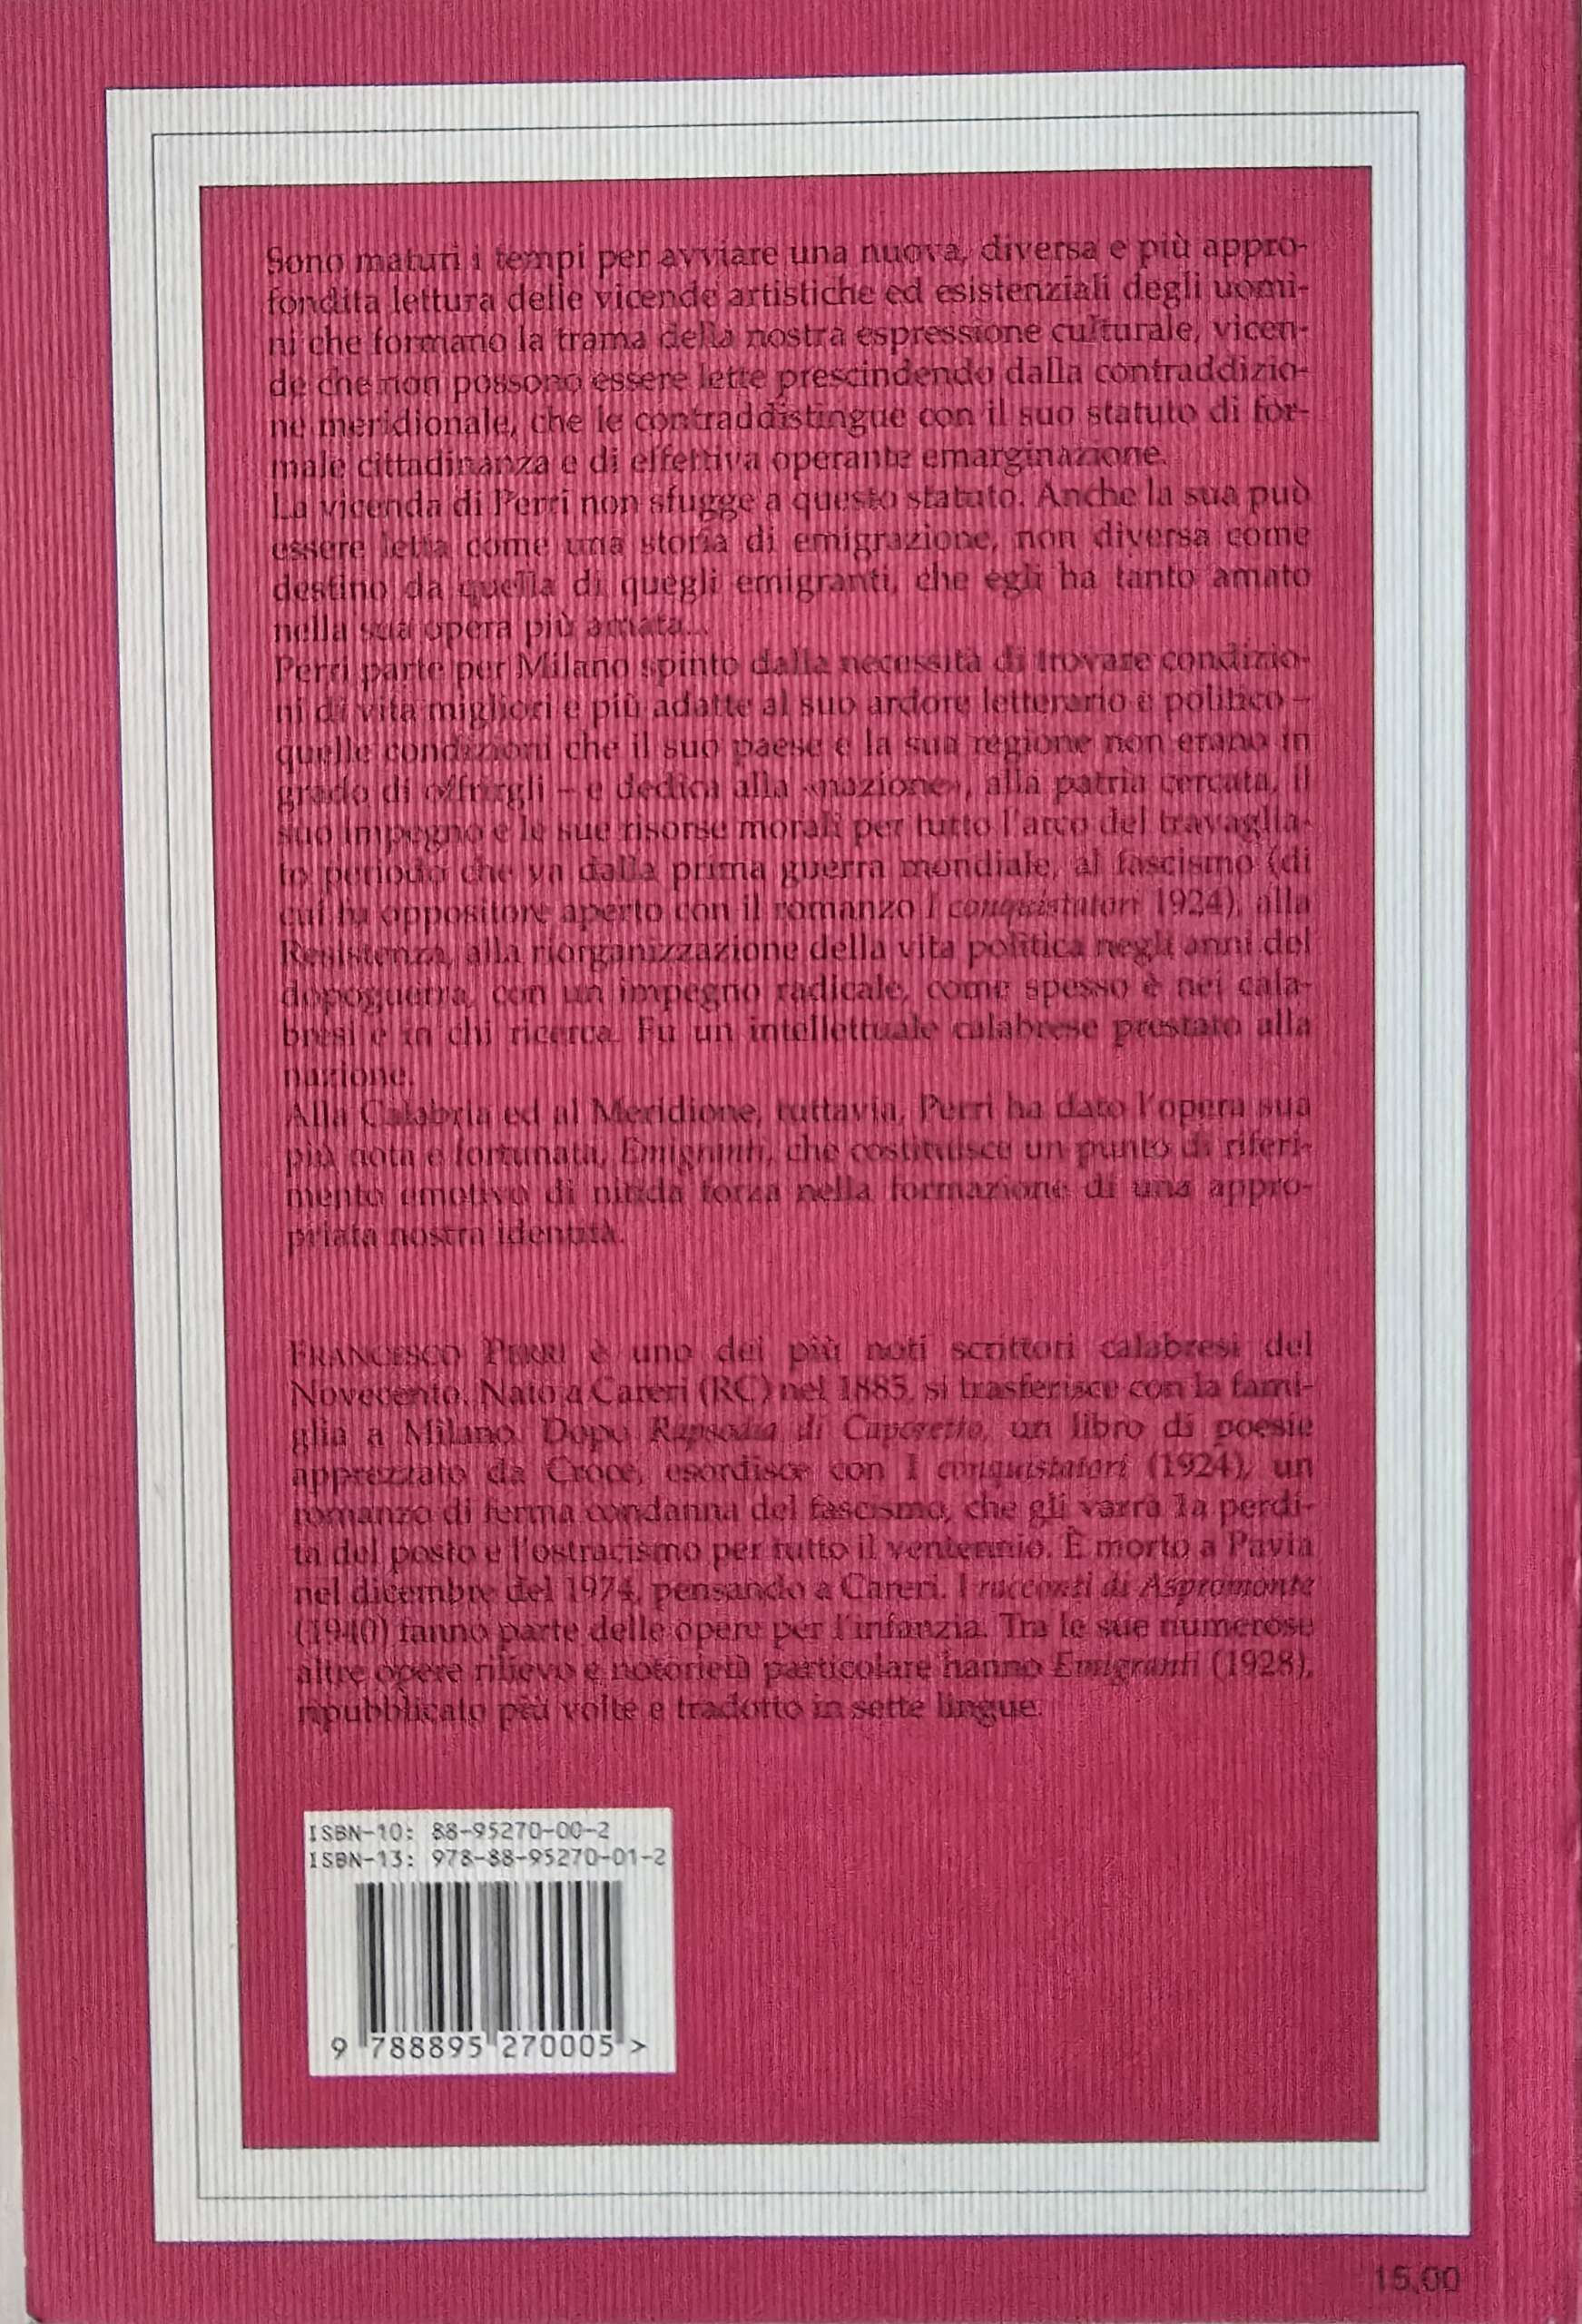 Sono maturi i tempi per avviare una nuova, diversa e più appro-
fondita lettura delle vicende artistiche ed esistenziali degli uomi-
ni che formano la trama della nostra espressione culturale, vicen-
de che non possono essere lette prescindendo dalla contraddizio-
ne meridionale, che le contraddistingue con il suo statuto di for-
male cittadinanza e di effettiva operante emarginazione.
La vicenda di Perri non sfugge a questo statuto. Anche la sua può
essere letta come una storia di emigrazione, non diversa come
destino da quella di quegli emigranti, che egli ha tanto amato
nella sua opera più amata...
Perri parte per Milano spinto dalla necessità di trovare condizio-
ni di vita migliori e più adatte al suo ardore letterario e politico –
quelle condizioni che il suo paese e la sua regione non erano in
grado di offrirgli – e dedica alla «nazione», alla patria cercata, il
suo impegno e le sue risorse morali per tutto l'arco del travaglia-
to periodo che va dalla prima guerra mondiale, al fascismo (di
cui fu oppositore aperto con il romanzo I conquistatori 1924), alla
Resistenza, alla riorganizzazione della vita politica negli anni del
dopoguerra, con un impegno radicale, come spesso è nei cala-
bresi e in chi ricerca. Fu un intellettuale calabrese prestato alla
nazione.
Alla Calabria ed al Meridione, tuttavia, Perri ha dato l'opera sua
più nota e fortunata, Emigranti, che costituisce un punto di riferi-
mento emotivo di nitida forza nella formazione di una appro-
priata nostra identità.
FRANCESCO PERRI è uno dei più noti scrittori calabresi del
Novecento. Nato a Careri (RC) nel 1885, si trasferisce con la fami-
glia a Milano. Dopo Rapsodia di Caporetto, un libro di poesie
apprezzato da Croce, esordisce con I conquistatori (1924), un
romanzo di ferma condanna del fascismo, che gli varrà la perdi-
ta del posto e l'ostracismo per tutto il ventennio. È morto a Pavia
nel dicembre del 1974, pensando a Careri. I racconti di Aspromonte
(1940) fanno parte delle opere per l'infanzia. Tra le sue numerose
altre opere rilievo e notorietà particolare hanno Emigranti (1928),
ripubblicato più volte e tradotto in sette lingue.
ISBN-10: 88-95270-00-2
ISBN-13: 978-88-95270-01-2
9 788895 270005 >
15,00